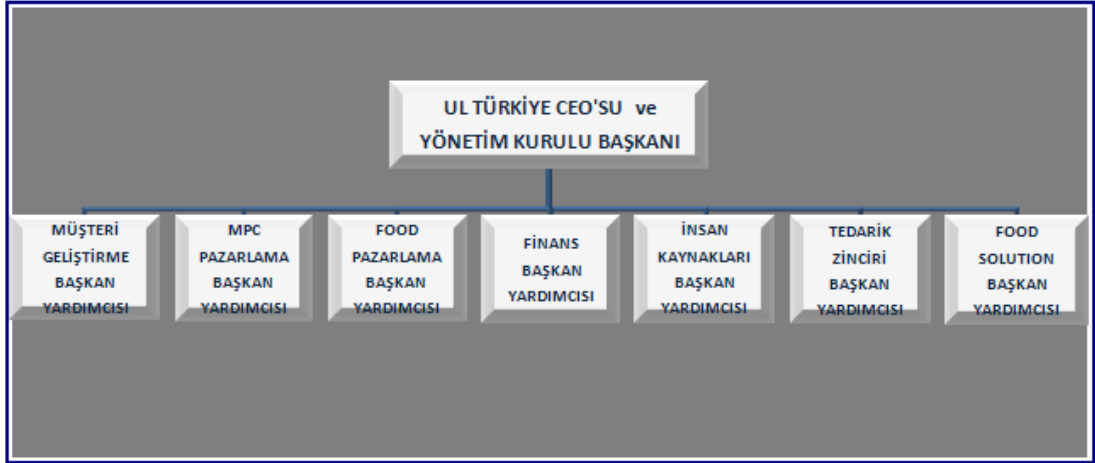 UL TÜRKİYE CEO'SU ve
YÖNETİM KURULU BAŞKANI
MÜŞTERİ
GELİŞTİRME
BAŞKAN
YARDIMCISI
MPC
PAZARLAMA
BAŞKAN
YARDIMCISI
FOOD
PAZARLAMA
BAŞKAN
YARDIMCISI
FİNANS
BAŞKAN
YARDIMCISI
İNSAN
KAYNAKLARI
BAŞKAN
YARDIMCISI
TEDARİK
ZİNCİRİ
BAŞKAN
YARDIMCISI
FOOD
SOLUTION
BAŞKAN
YARDIMCISI